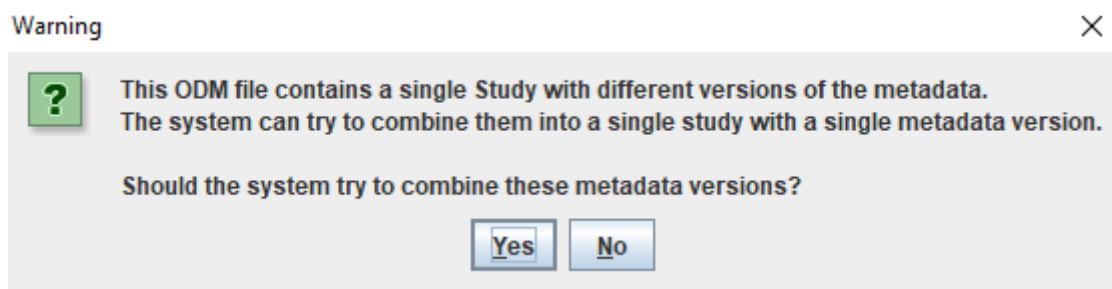 Warning
This ODM file contains a single Study with different versions of the metadata.
The system can try to combine them into a single study with a single metadata version.
Should the system try to combine these metadata versions?
Yes No